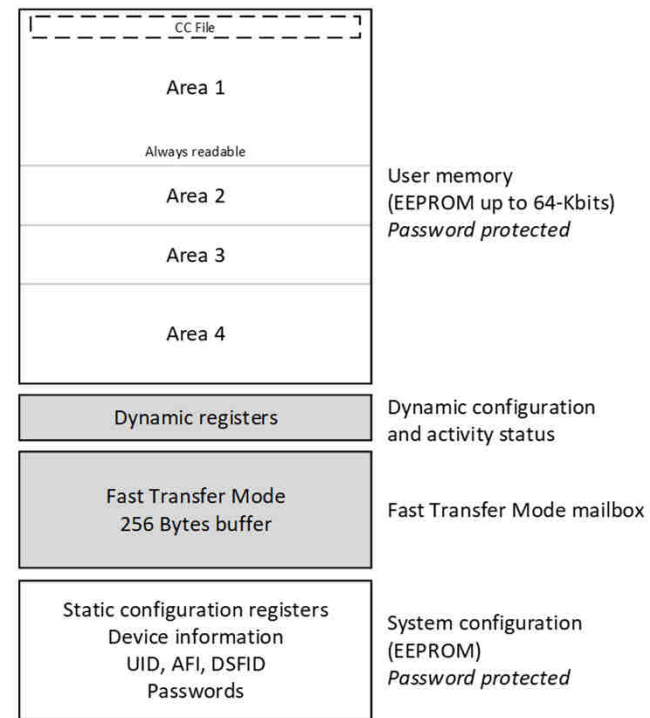 CC File
Area 1
Always readable
Area 2
Area 3
Area 4
User memory
(EEPROM up to 64-Kbits)
Password protected
Dynamic registers
Dynamic configuration
and activity status
Fast Transfer Mode
256 Bytes buffer
Fast Transfer Mode mailbox
Static configuration registers
Device information
UID, AFI, DSFID
Passwords
System configuration
(EEPROM)
Password protected